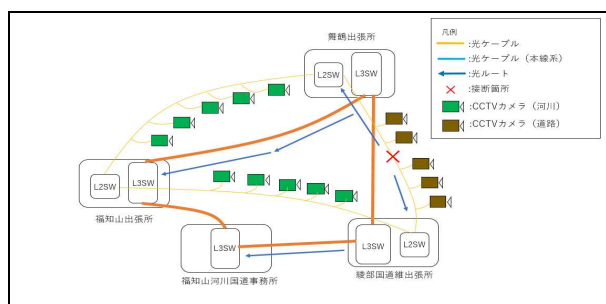 舞鶴出張所
凡例
:光ケーブル
:光ケーブル（本線系）
:光ルート
:接断箇所
:CCTVカメラ（河川）
:CCTVカメラ（道路）
L2SW
L3SW
L2SW
L3SW
福知山出張所
L3SW
福知山河川国道事務所
L3SW
L2SW
綾部国道維出張所